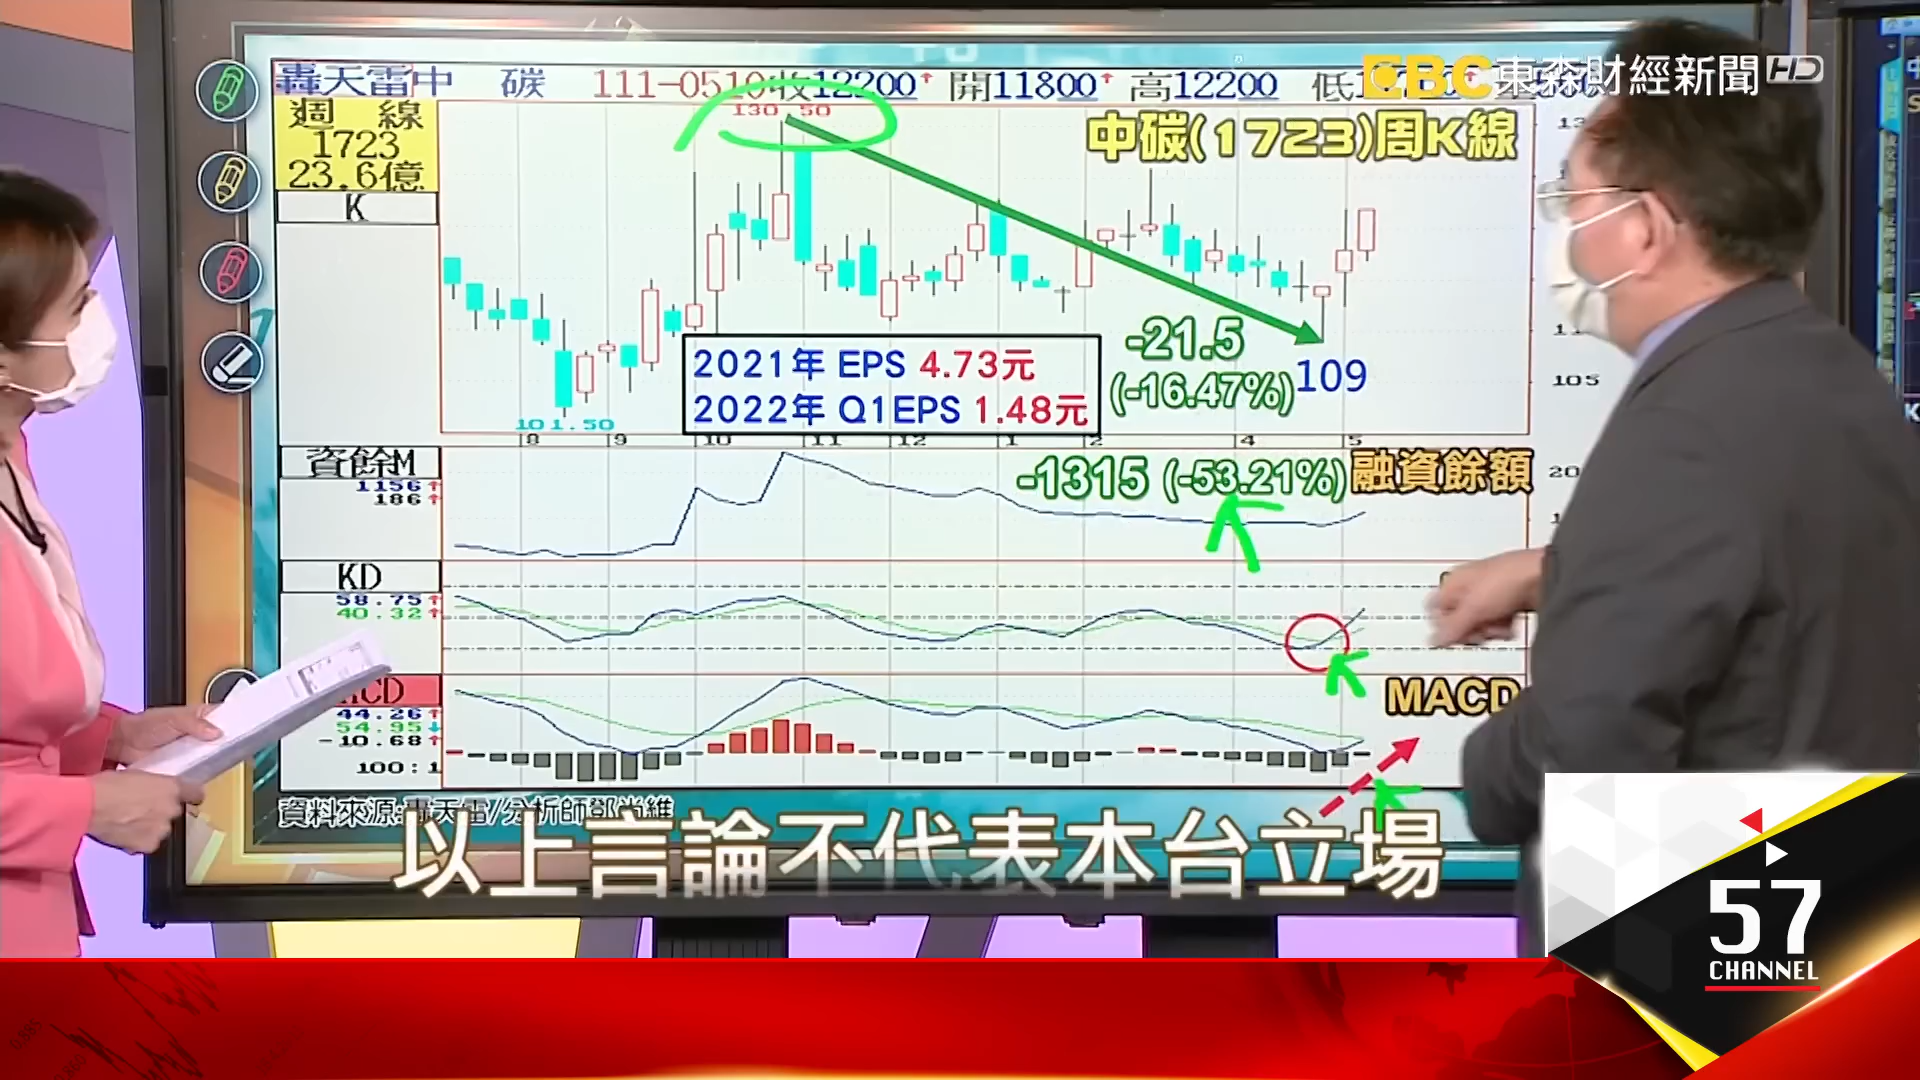 轟天雷中 碳 111-0510收12200↑ 開11800↑ 高12200 低
EBC東森財經新聞HD
週 線
1723
23.6億
K
130.50
中碳(1723)周K線
-21.5
(-16.47%)
109
2021年 EPS 4.73元
2022年 Q1EPS 1.48元
105
101.50
8 9 10 11 12 1 2 4 5
資餘M
1156↑
186↑
-1315 (-53.21%)
融資餘額
20
KD
58.75↑
40.32↑
MACD
44.26↑
54.95↓
-10.68↑
100:1
資料來源:轟天雷/分析師鄧尚維
以上言論不代表本台立場
57
CHANNEL